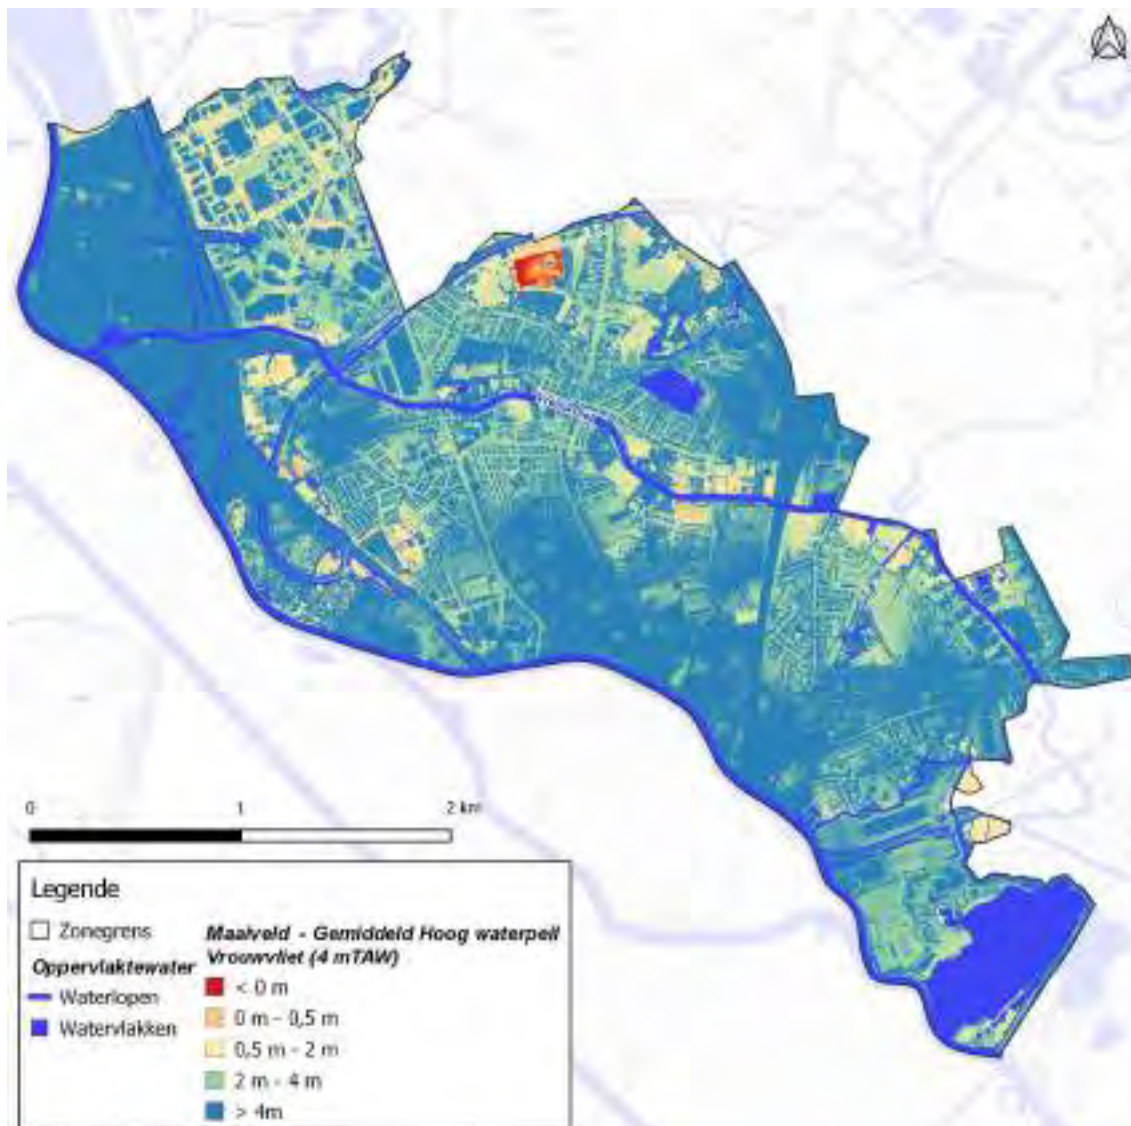 0 1 2 km
Legende
Zonegrens
Oppervlaktewater
Waterlopen
Watervlakken
Maaiveld - Gemiddeld Hoog waterpeil
Vrouwvliet (4 mTAW)
< 0 m
0 m - 0,5 m
0,5 m - 2 m
2 m - 4 m
> 4m